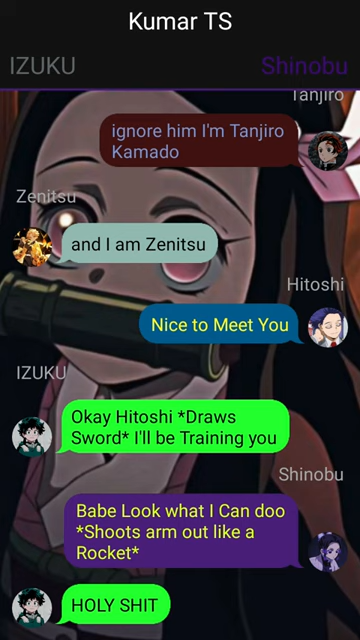 Kumar TS
IZUKU
Shinobu
Tanjiro
ignore him I'm Tanjiro
Kamado
Zenitsu
and I am Zenitsu
Hitoshi
Nice to Meet You
IZUKU
Okay Hitoshi *Draws
Sword* I'll be Training you
Shinobu
Babe Look what I Can doo
*Shoots arm out like a
Rocket*
HOLY SHIT